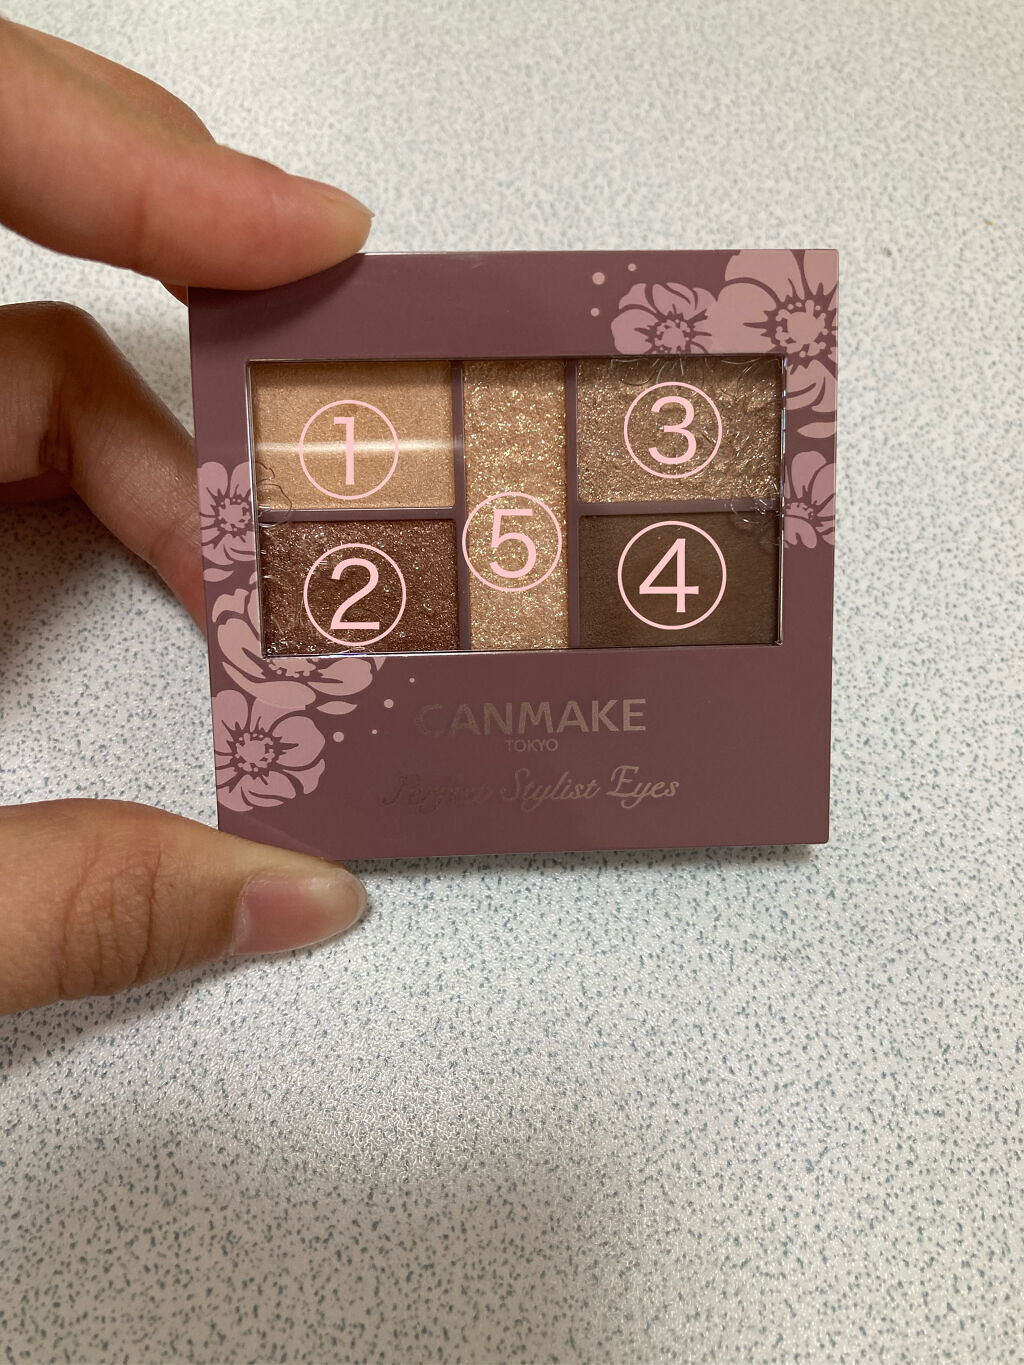 ① ③
② ⑤ ④
CANMAKE
TOKYO
Perfect Stylist Eyes